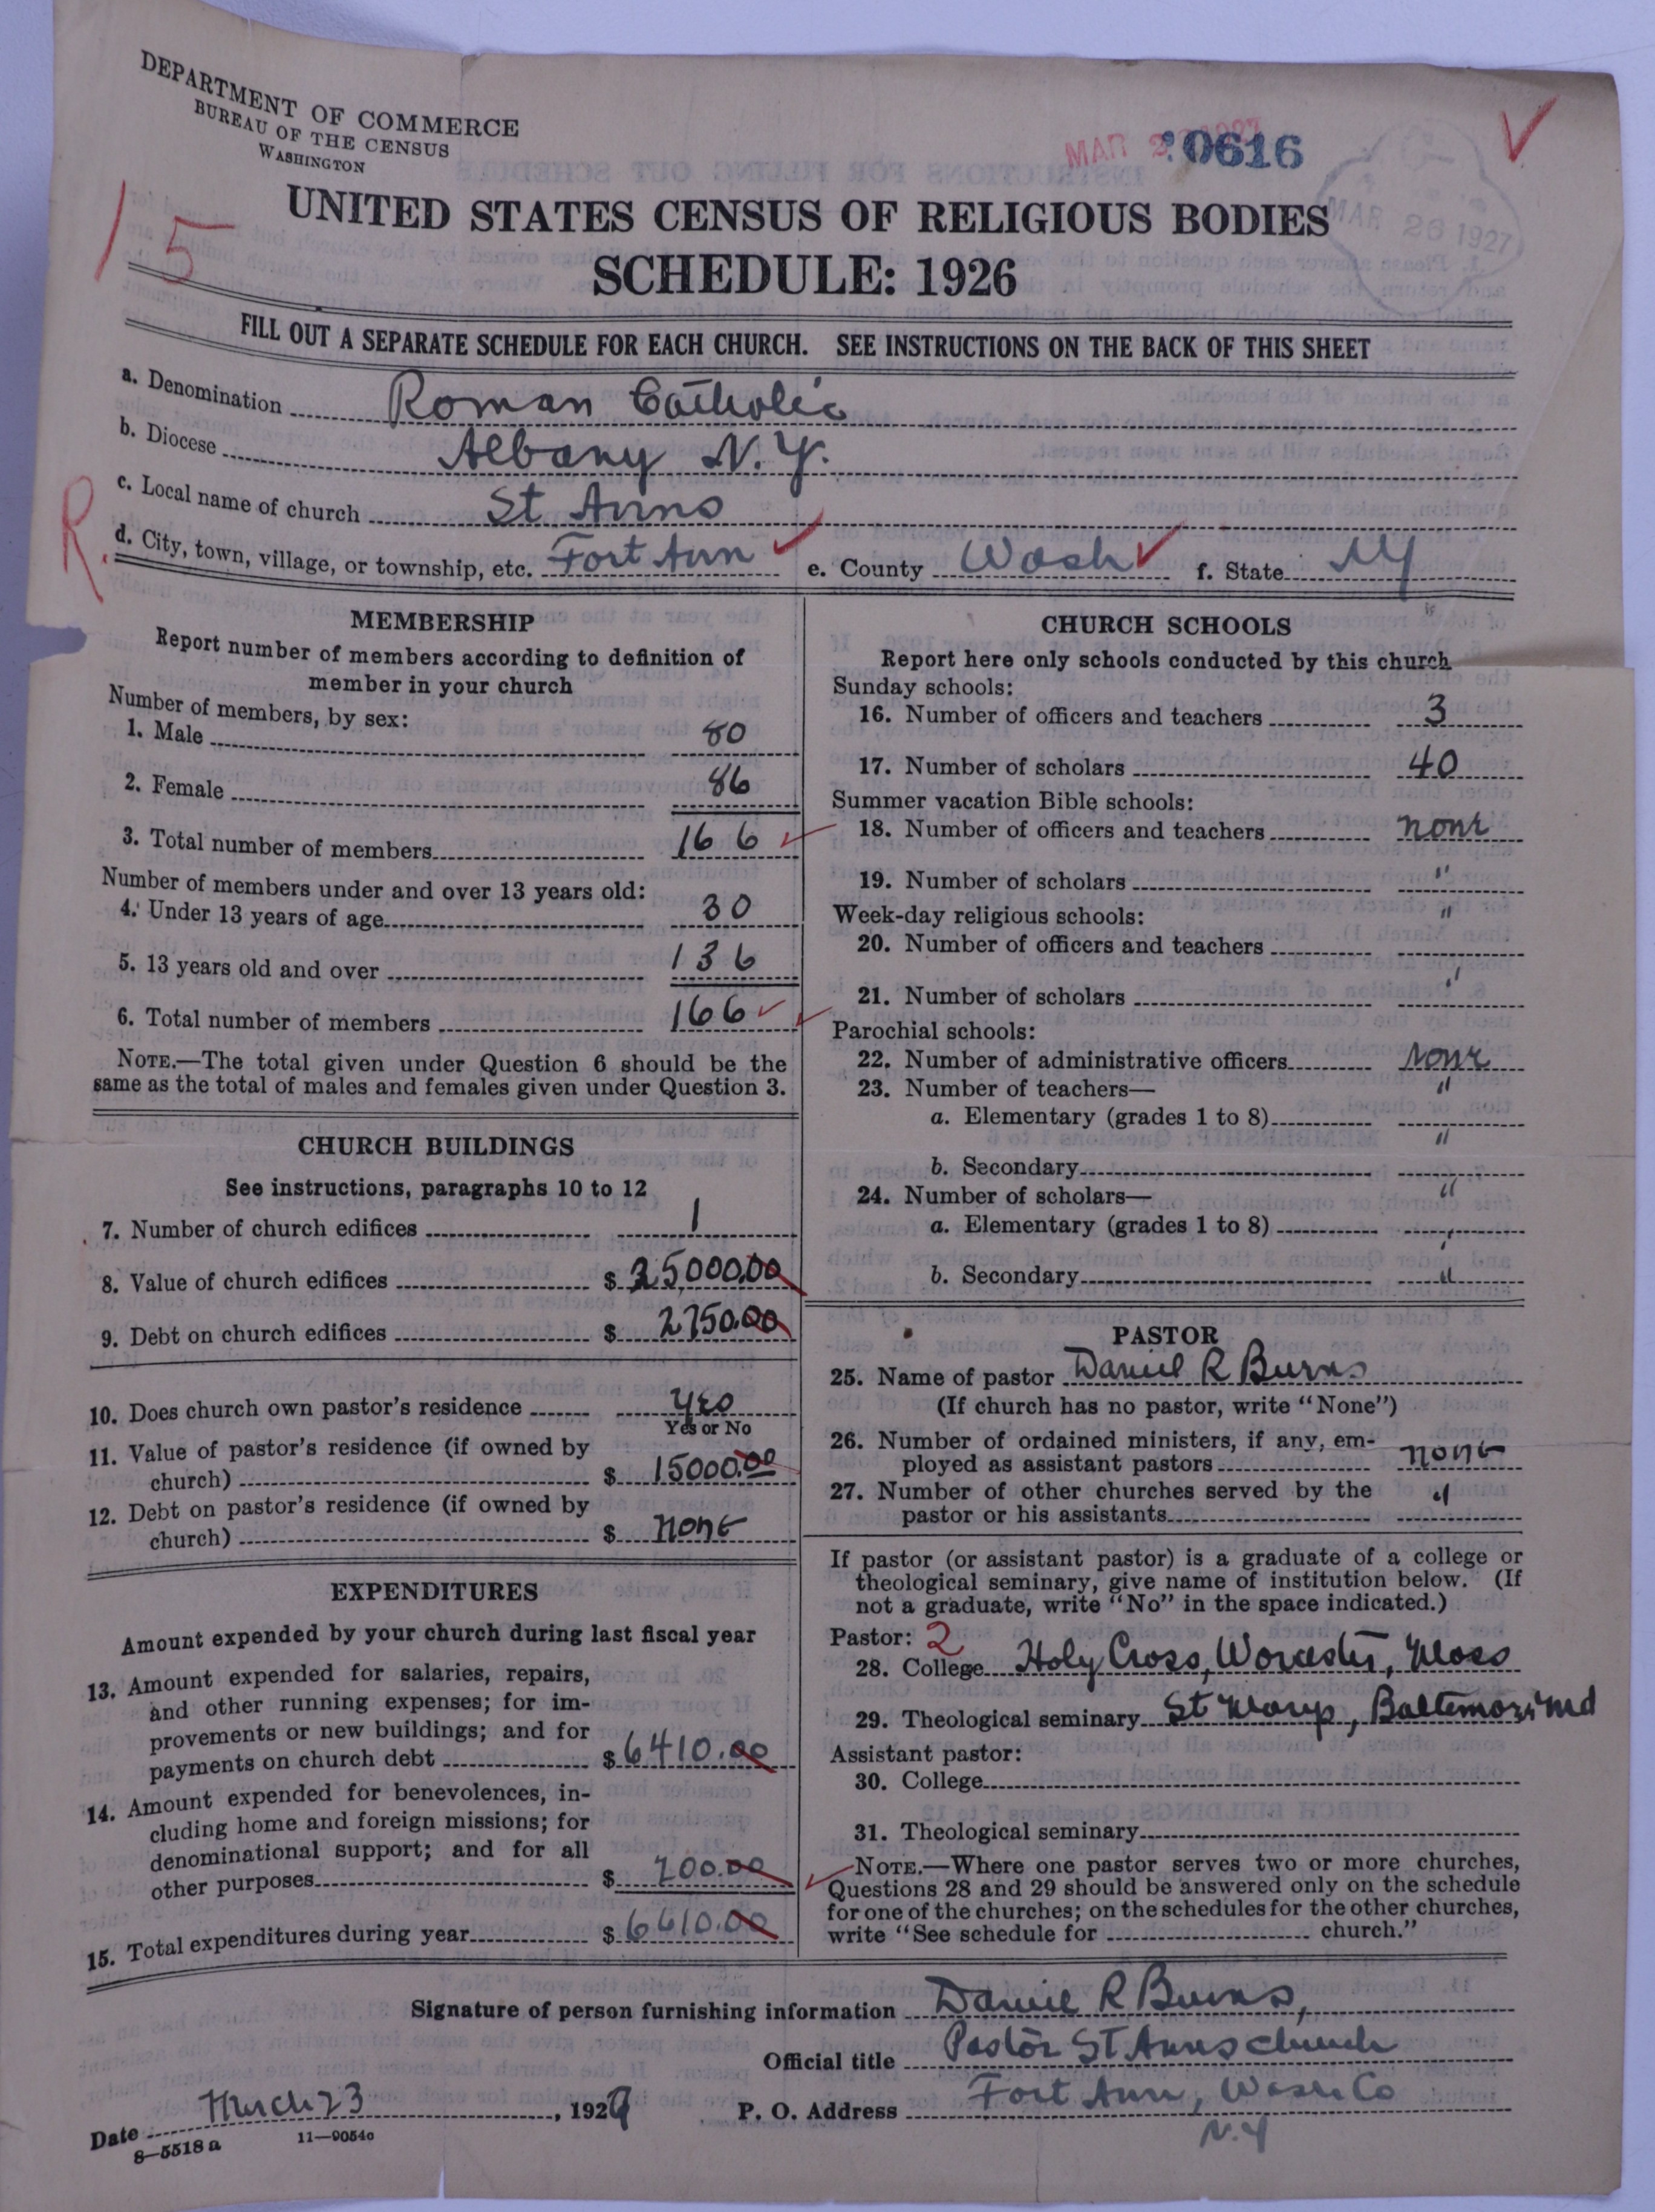 DEPARTMENT OF COMMERCE
BUREAU OF THE CENSUS
WASHINGTON
MAR 2 1927
0616
MAR 26 1927
15
UNITED STATES CENSUS OF RELIGIOUS BODIES
SCHEDULE: 1926
FILL OUT A SEPARATE SCHEDULE FOR EACH CHURCH. SEE INSTRUCTIONS ON THE BACK OF THIS SHEET
a. Denomination Roman Catholic
b. Diocese Albany N.Y.
c. Local name of church St Anns
R.
d. City, town, village, or township, etc. Fort Ann e. County Wash f. State NY
MEMBERSHIP
Report number of members according to definition of
member in your church
Number of members, by sex:
1. Male 80
2. Female 86
3. Total number of members 166
Number of members under and over 13 years old:
4. Under 13 years of age 30
5. 13 years old and over 136
6. Total number of members 166
NOTE.—The total given under Question 6 should be the
same as the total of males and females given under Question 3.
CHURCH BUILDINGS
See instructions, paragraphs 10 to 12
7. Number of church edifices 1
8. Value of church edifices $ 25,000.00
9. Debt on church edifices $ 2750.00
10. Does church own pastor's residence yes
Yes or No
11. Value of pastor's residence (if owned by
church) $ 15000.00
12. Debt on pastor's residence (if owned by
church) $ none
EXPENDITURES
Amount expended by your church during last fiscal year
13. Amount expended for salaries, repairs,
and other running expenses; for im-
provements or new buildings; and for
payments on church debt $ 6410.00
14. Amount expended for benevolences, in-
cluding home and foreign missions; for
denominational support; and for all
other purposes $ 200.00
15. Total expenditures during year $ 6610.00
CHURCH SCHOOLS
Report here only schools conducted by this church
Sunday schools:
16. Number of officers and teachers 3
17. Number of scholars 40
Summer vacation Bible schools:
18. Number of officers and teachers none
19. Number of scholars "
Week-day religious schools:
20. Number of officers and teachers "
21. Number of scholars "
Parochial schools:
22. Number of administrative officers none
23. Number of teachers— "
a. Elementary (grades 1 to 8)
b. Secondary "
24. Number of scholars— "
a. Elementary (grades 1 to 8) "
b. Secondary "
PASTOR
25. Name of pastor Daniel R Burns
(If church has no pastor, write "None")
26. Number of ordained ministers, if any, em-
ployed as assistant pastors none
27. Number of other churches served by the
pastor or his assistants "
If pastor (or assistant pastor) is a graduate of a college or
theological seminary, give name of institution below. (If
not a graduate, write "No" in the space indicated.)
Pastor: 2
28. College Holy Cross, Worcester, Mass
29. Theological seminary St Marys, Baltemore Md
Assistant pastor:
30. College
31. Theological seminary
NOTE.—Where one pastor serves two or more churches,
Questions 28 and 29 should be answered only on the schedule
for one of the churches; on the schedules for the other churches,
write "See schedule for church."
Signature of person furnishing information Daniel R Burns,
Official title Pastor St Anns church
Date March 23, 1927 P. O. Address Fort Ann, Wash Co
N.Y
8—5518 a 11—9054o